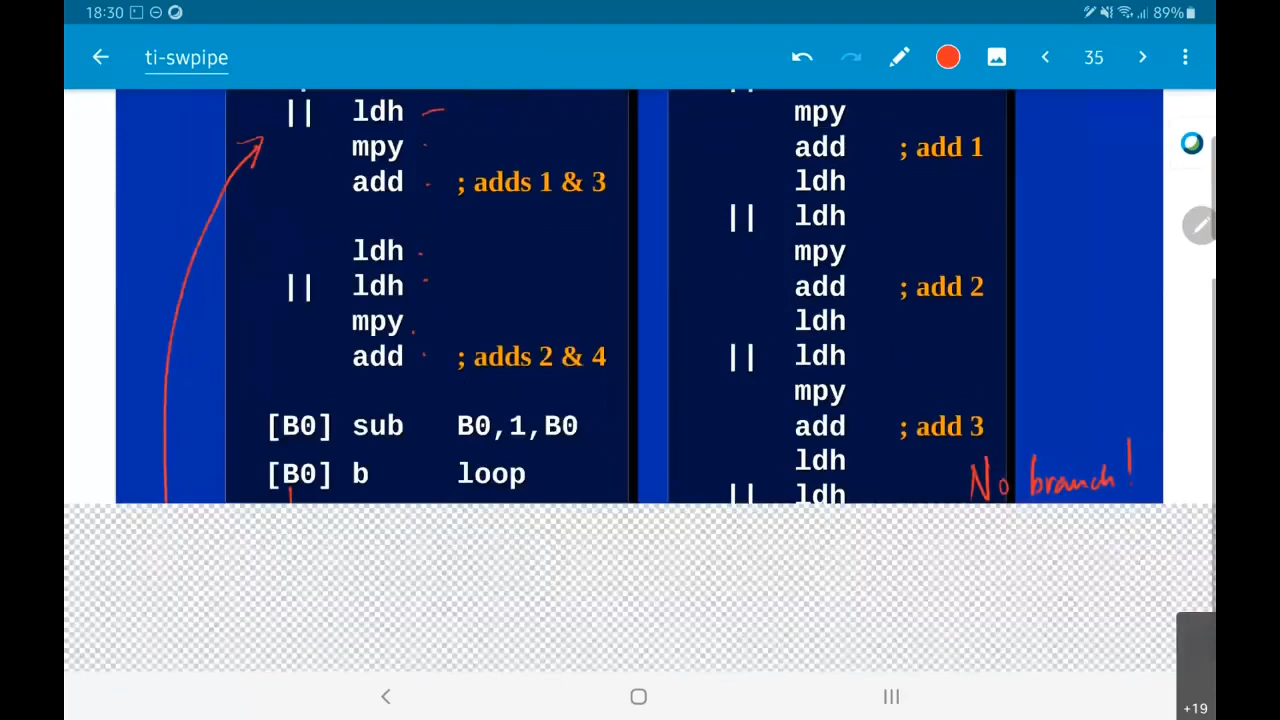 18:30 89%
ti-swpipe 35
|| ldh
mpy
add ; adds 1 & 3
ldh
|| ldh
mpy
add ; adds 2 & 4
[B0] sub B0,1,B0
[B0] b loop
||
mpy
add ; add 1
ldh
|| ldh
mpy
add ; add 2
ldh
|| ldh
mpy
add ; add 3
ldh
|| ldh
No branch!
+19